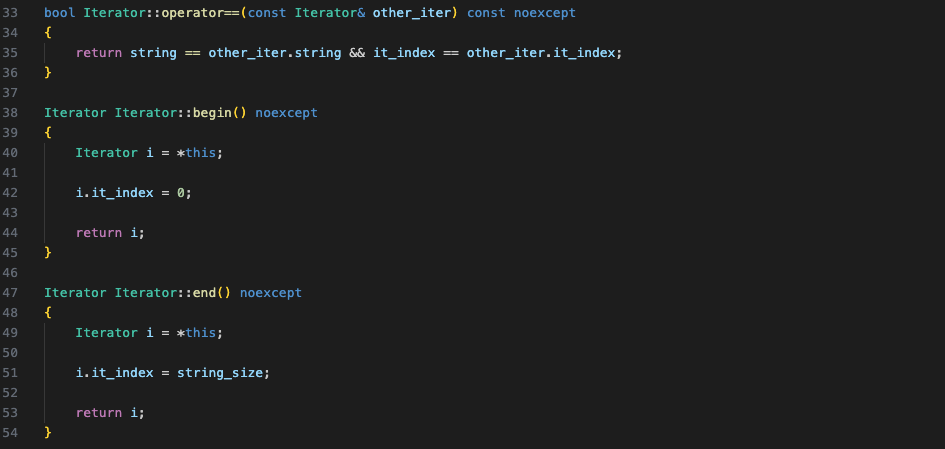 33 bool Iterator::operator==(const Iterator& other_iter) const noexcept
34 {
35     return string == other_iter.string && it_index == other_iter.it_index;
36 }
37
38 Iterator Iterator::begin() noexcept
39 {
40     Iterator i = *this;
41
42     i.it_index = 0;
43
44     return i;
45 }
46
47 Iterator Iterator::end() noexcept
48 {
49     Iterator i = *this;
50
51     i.it_index = string_size;
52
53     return i;
54 }